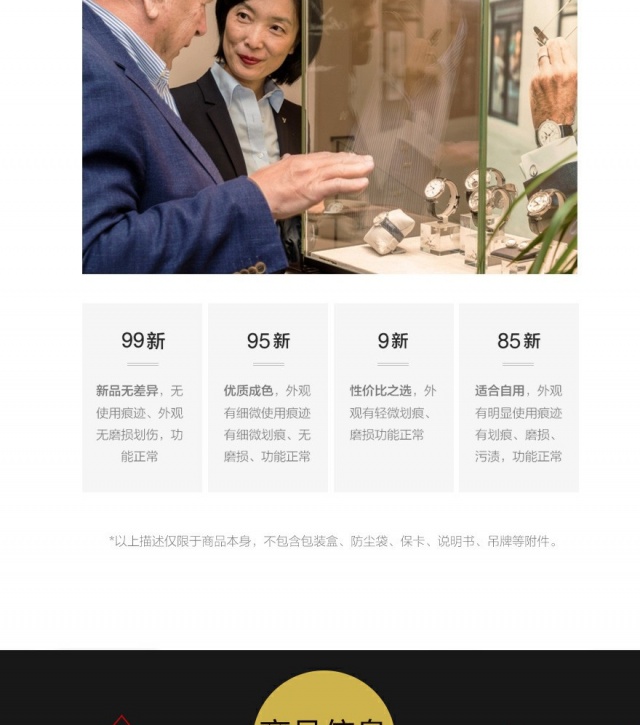 99新
95新
9新
85新
新品无差异，无
使用痕迹、外观
无磨损划伤，功
能正常
优质成色，外观
有细微使用痕迹
有细微划痕、无
磨损、功能正常
性价比之选，外
观有轻微划痕、
磨损功能正常
适合自用，外观
有明显使用痕迹
有划痕、磨损、
污渍，功能正常
*以上描述仅限于商品本身，不包含包装盒、防尘袋、保卡、说明书、吊牌等附件。
商品信息